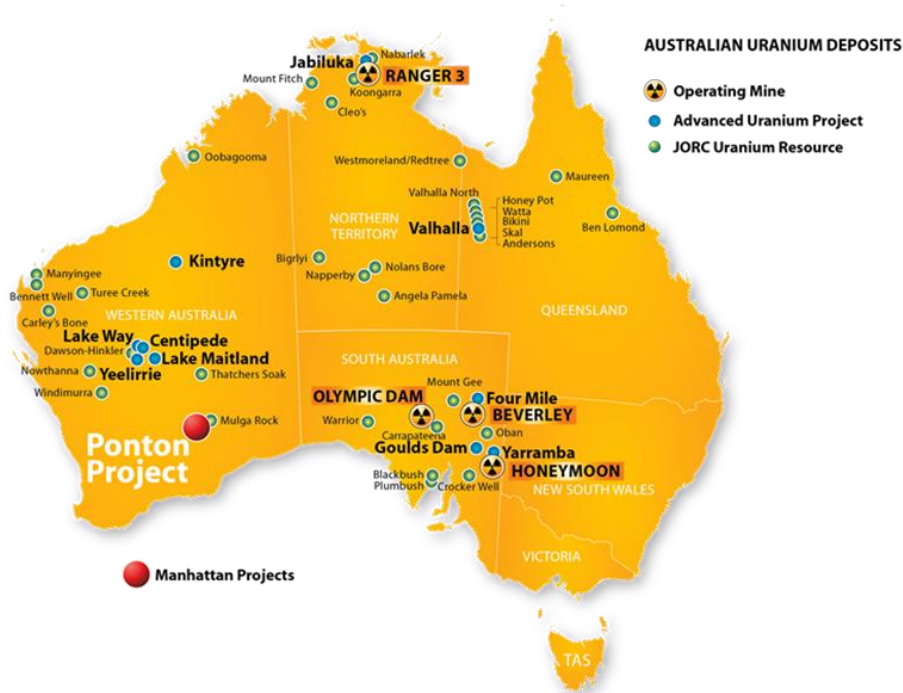 AUSTRALIAN URANIUM DEPOSITS
Operating Mine
Advanced Uranium Project
JORC Uranium Resource
Jabiluka
Nabarlek
RANGER 3
Mount Fitch
Koongarra
Cleo's
Oobagooma
Westmoreland/Redtree
Maureen
Valhalla North
Honey Pot
Watta
Bikini
Skal
Andersons
Valhalla
Ben Lomond
NORTHERN
TERRITORY
Kintyre
Bigrlyi
Napperby
Nolans Bore
Angela Pamela
Manyingee
Bennett Well
Turee Creek
Carley's Bone
WESTERN AUSTRALIA
QUEENSLAND
Lake Way
Centipede
Dawson-Hinkler
Lake Maitland
Nowthanna
Yeelirrie
Thatchers Soak
Windimurra
SOUTH AUSTRALIA
Mount Gee
OLYMPIC DAM
Four Mile
BEVERLEY
Warrior
Carrapateena
Oban
Mulga Rock
Ponton
Project
Goulds Dam
Yarramba
HONEYMOON
Blackbush
Plumbush
Crocker Well
NEW SOUTH WALES
VICTORIA
Manhattan Projects
TAS